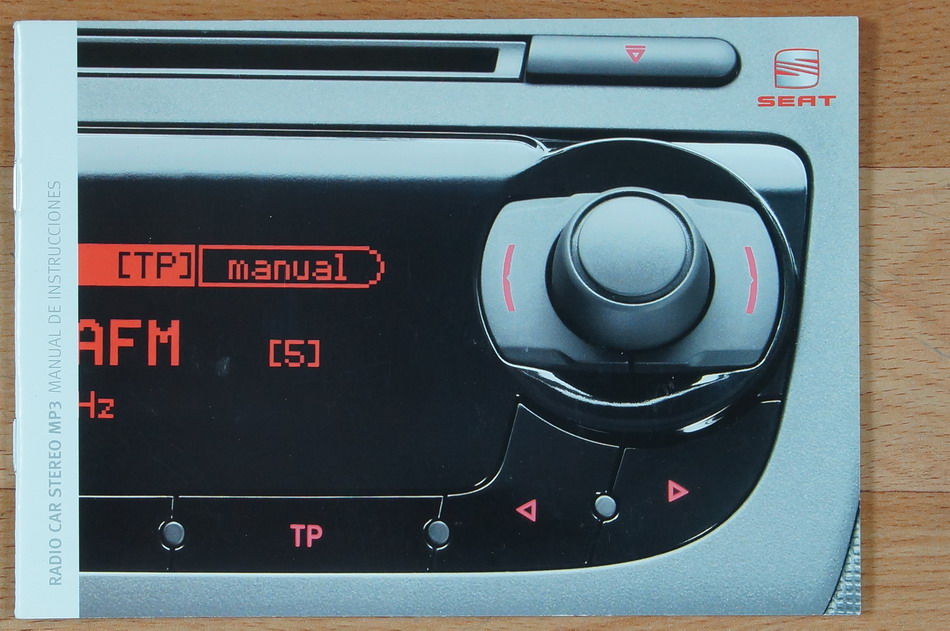 RADIO CAR STEREO MP3 MANUAL DE INSTRUCCIONES
SEAT
[TP] manual
AFM [5]
Hz
TP